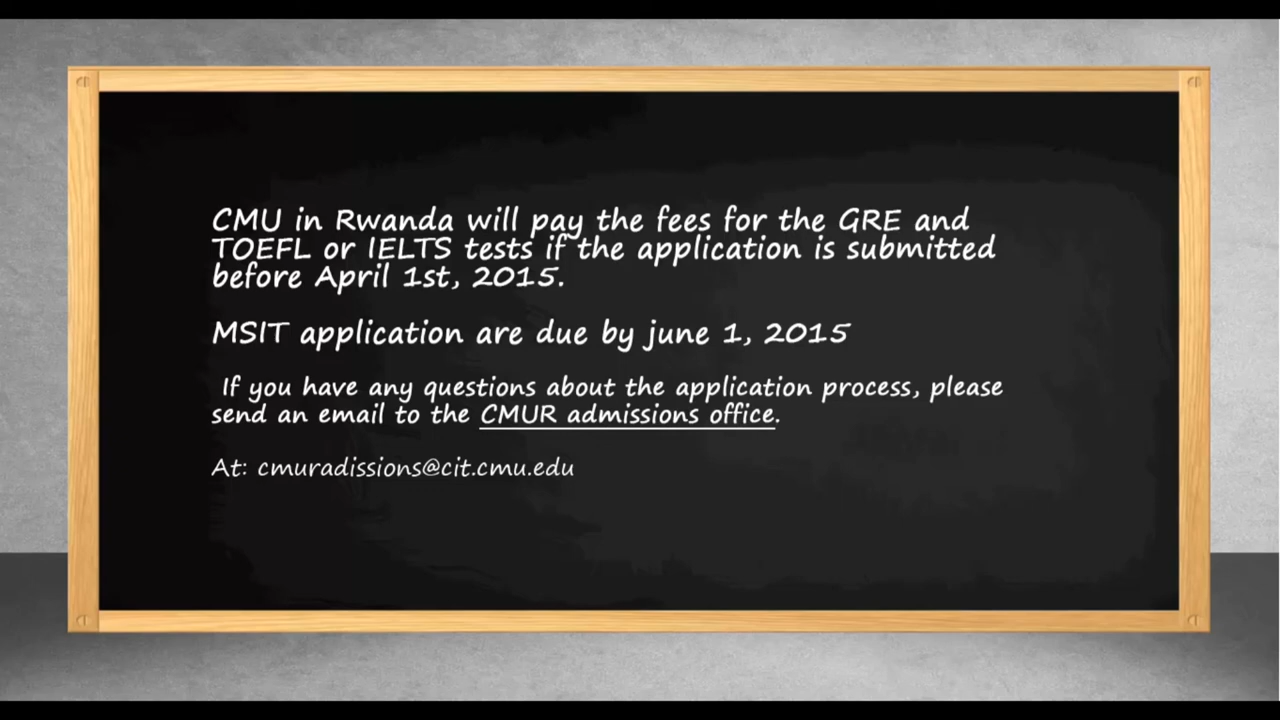 CMU in Rwanda will pay the fees for the GRE and
TOEFL or IELTS tests if the application is submitted
before April 1st, 2015.
MSIT application are due by june 1, 2015
If you have any questions about the application process, please
send an email to the CMUR admissions office.
At: cmuradissions@cit.cmu.edu